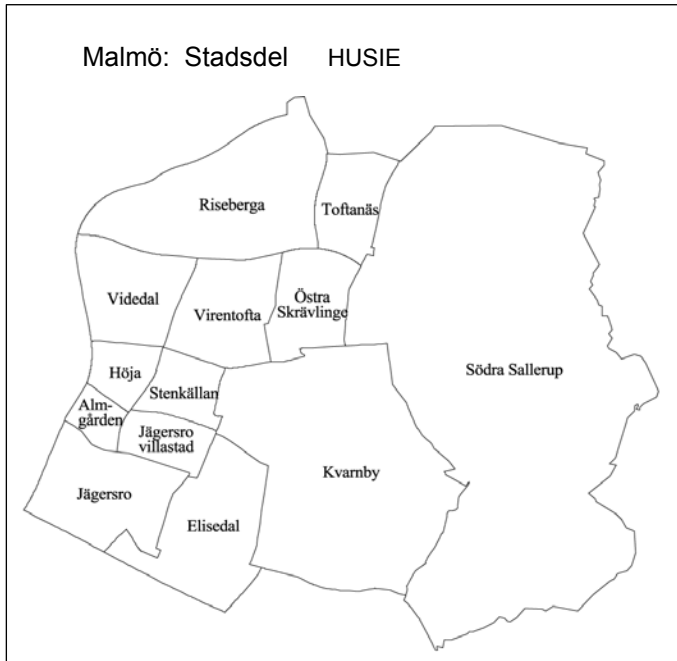 Malmö: Stadsdel HUSIE
Riseberga
Toftanäs
Videdal
Virentofta
Östra
Skrävlinge
Södra Sallerup
Höja
Stenkällan
Alm-
gården
Jägersro
villastad
Kvarnby
Jägersro
Elisedal